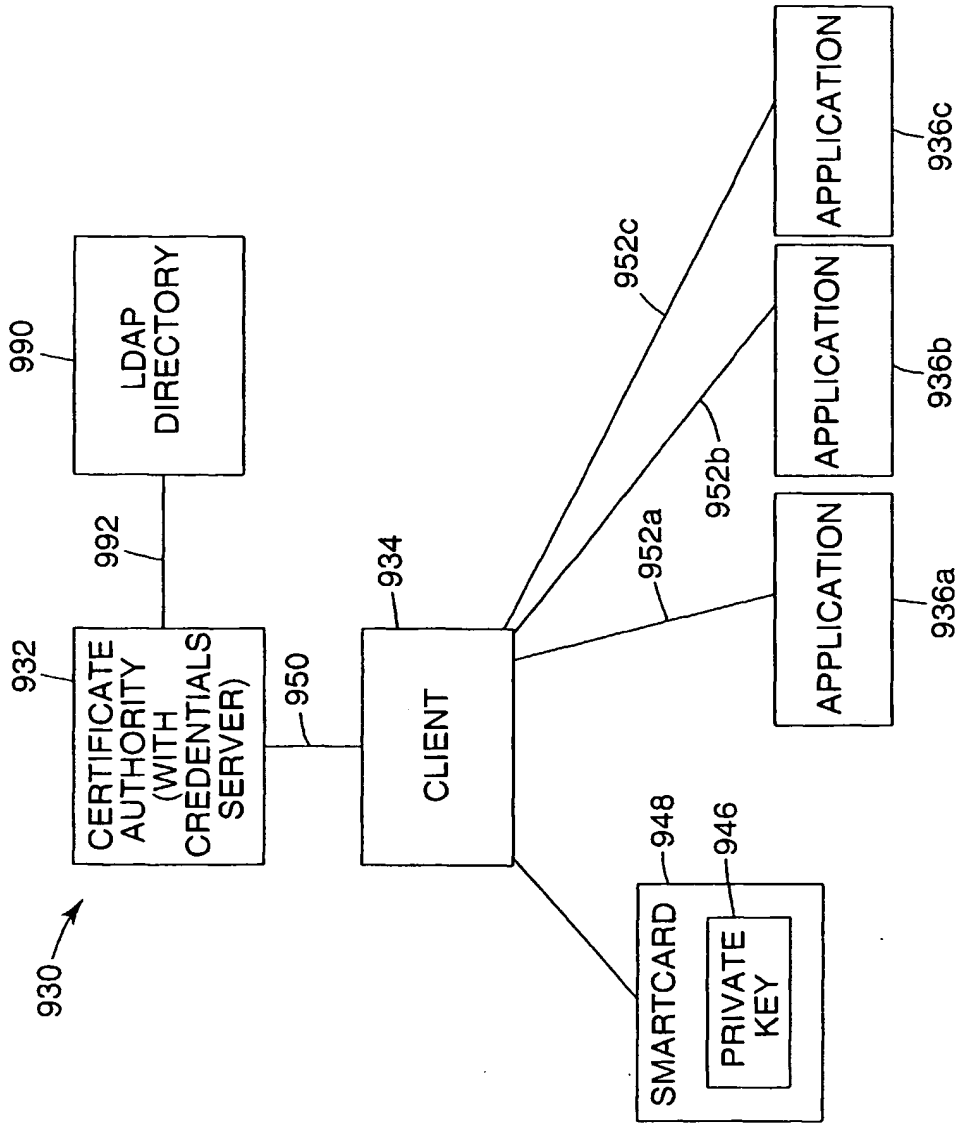 930
932
CERTIFICATE
AUTHORITY
(WITH
CREDENTIALS
SERVER)
992
990
LDAP
DIRECTORY
950
934
CLIENT
948
SMARTCARD
946
PRIVATE
KEY
952a
952b
952c
APPLICATION
936a
APPLICATION
936b
APPLICATION
936c